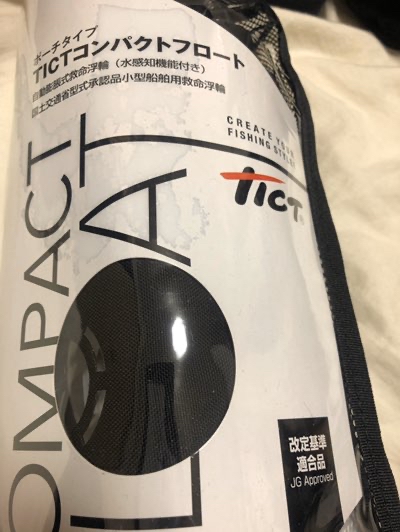 ポーチタイプ
TICTコンパクトフロート
自動膨脹式救命浮輪（水感知機能付き）
国土交通省型式承認品小型船舶用救命浮輪
CREATE YOUR
FISHING STYLE!
TICT
COMPACT
FLOAT
改定基準
適合品
JG Approved